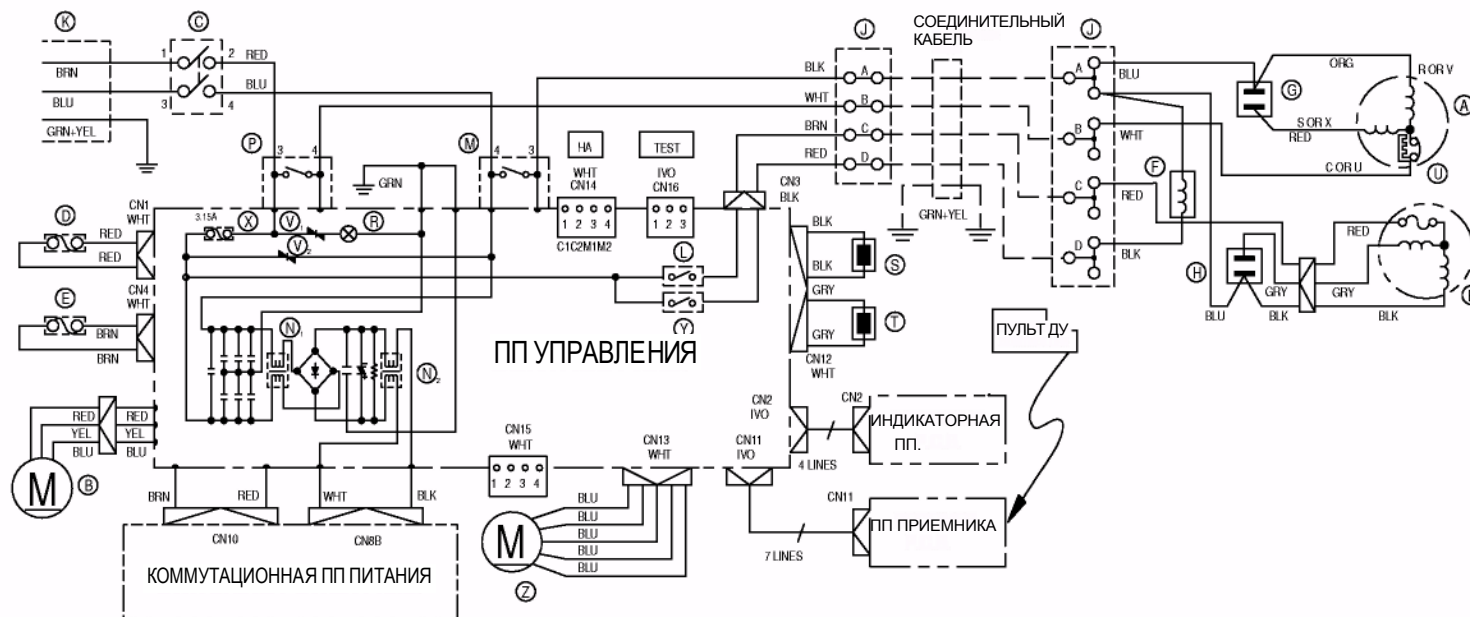 K
C
J
СОЕДИНИТЕЛЬНЫЙ
КАБЕЛЬ
J
1
2
RED
BRN
BLU
3
4
BLU
GRN+YEL
BLK
A
WHT
B
BRN
C
RED
D
GRN+YEL
A
BLU
B
WHT
C
RED
D
BLK
F
G
ORG
R OR V
S OR X
RED
C OR U
A
U
RED
GRY
GRY
BLU
BLK
BLK
H
P
3
4
M
4
3
GRN
HA
WHT
CN14
1 2 3 4
C1C2M1M2
TEST
IVO
CN16
1 2 3
CN3
BLK
D
RED
RED
CN1
WHT
3.15A
X
V1
R
V2
L
Y
BLK
BLK
S
GRY
GRY
T
CN12
WHT
E
BRN
BRN
CN4
WHT
N1
N2
ПП УПРАВЛЕНИЯ
ПУЛЬТ ДУ
RED
RED
YEL
YEL
BLU
BLU
M
B
CN15
WHT
1 2 3 4
CN13
WHT
CN11
IVO
CN2
IVO
CN2
4 LINES
ИНДИКАТОРНАЯ
ПП.
CN11
7 LINES
ПП ПРИЕМНИКА
BRN
RED
WHT
BLK
CN10
CN8B
КОММУТАЦИОННАЯ ПП ПИТАНИЯ
BLU
BLU
BLU
BLU
BLU
M
Z